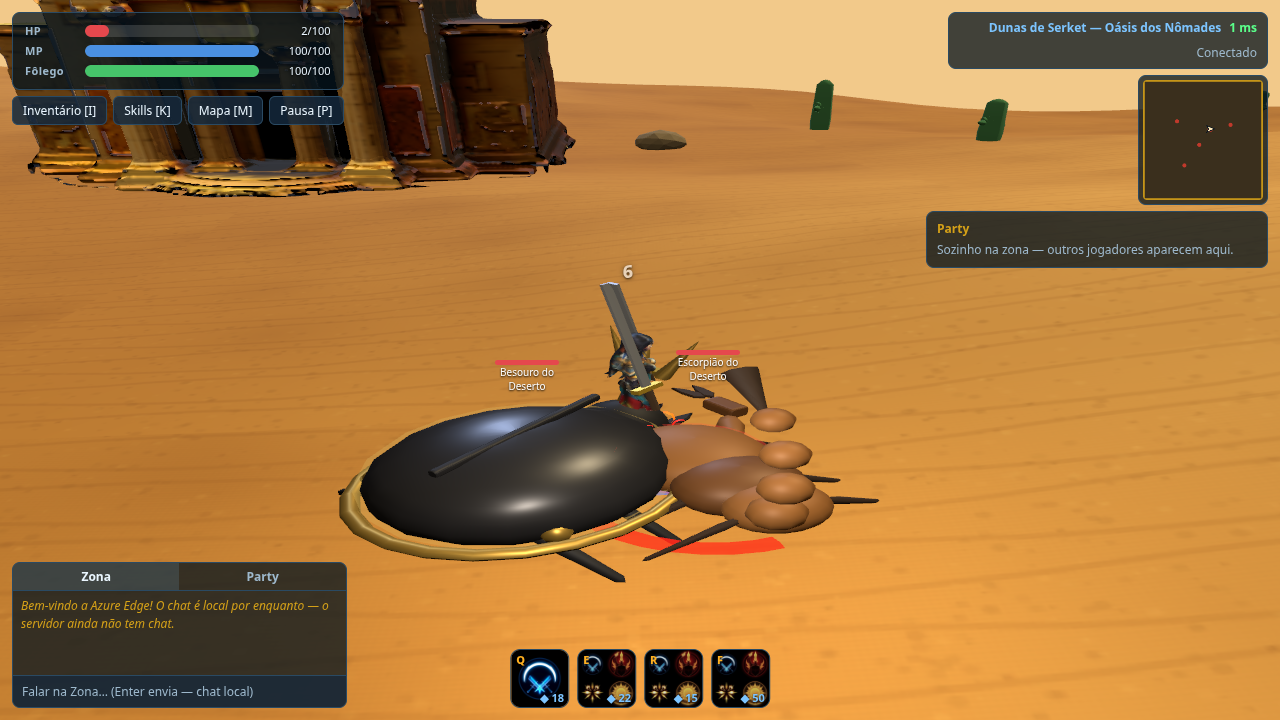 HP 2/100
MP 100/100
Fôlego 100/100
Inventário [I] Skills [K] Mapa [M] Pausa [P]
Dunas de Serket — Oásis dos Nômades 1 ms
Conectado
Party
Sozinho na zona — outros jogadores aparecem aqui.
6
Besouro do
Deserto
Escorpião do
Deserto
Zona Party
Bem-vindo a Azure Edge! O chat é local por enquanto — o
servidor ainda não tem chat.
Falar na Zona... (Enter envia — chat local)
Q E R F
18 22 15 50